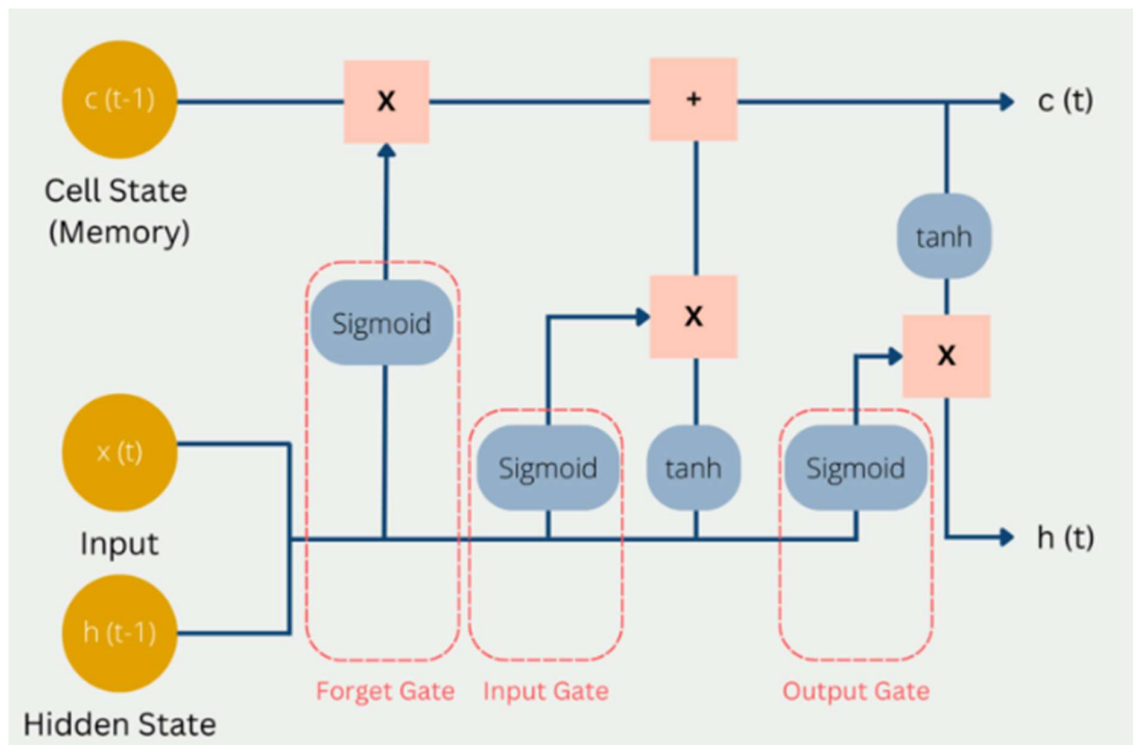 c (t-1)
X
+
c (t)
Cell State
(Memory)
tanh
Sigmoid
X
X
x (t)
Sigmoid
tanh
Sigmoid
Input
h (t)
h (t-1)
Forget Gate
Input Gate
Output Gate
Hidden State